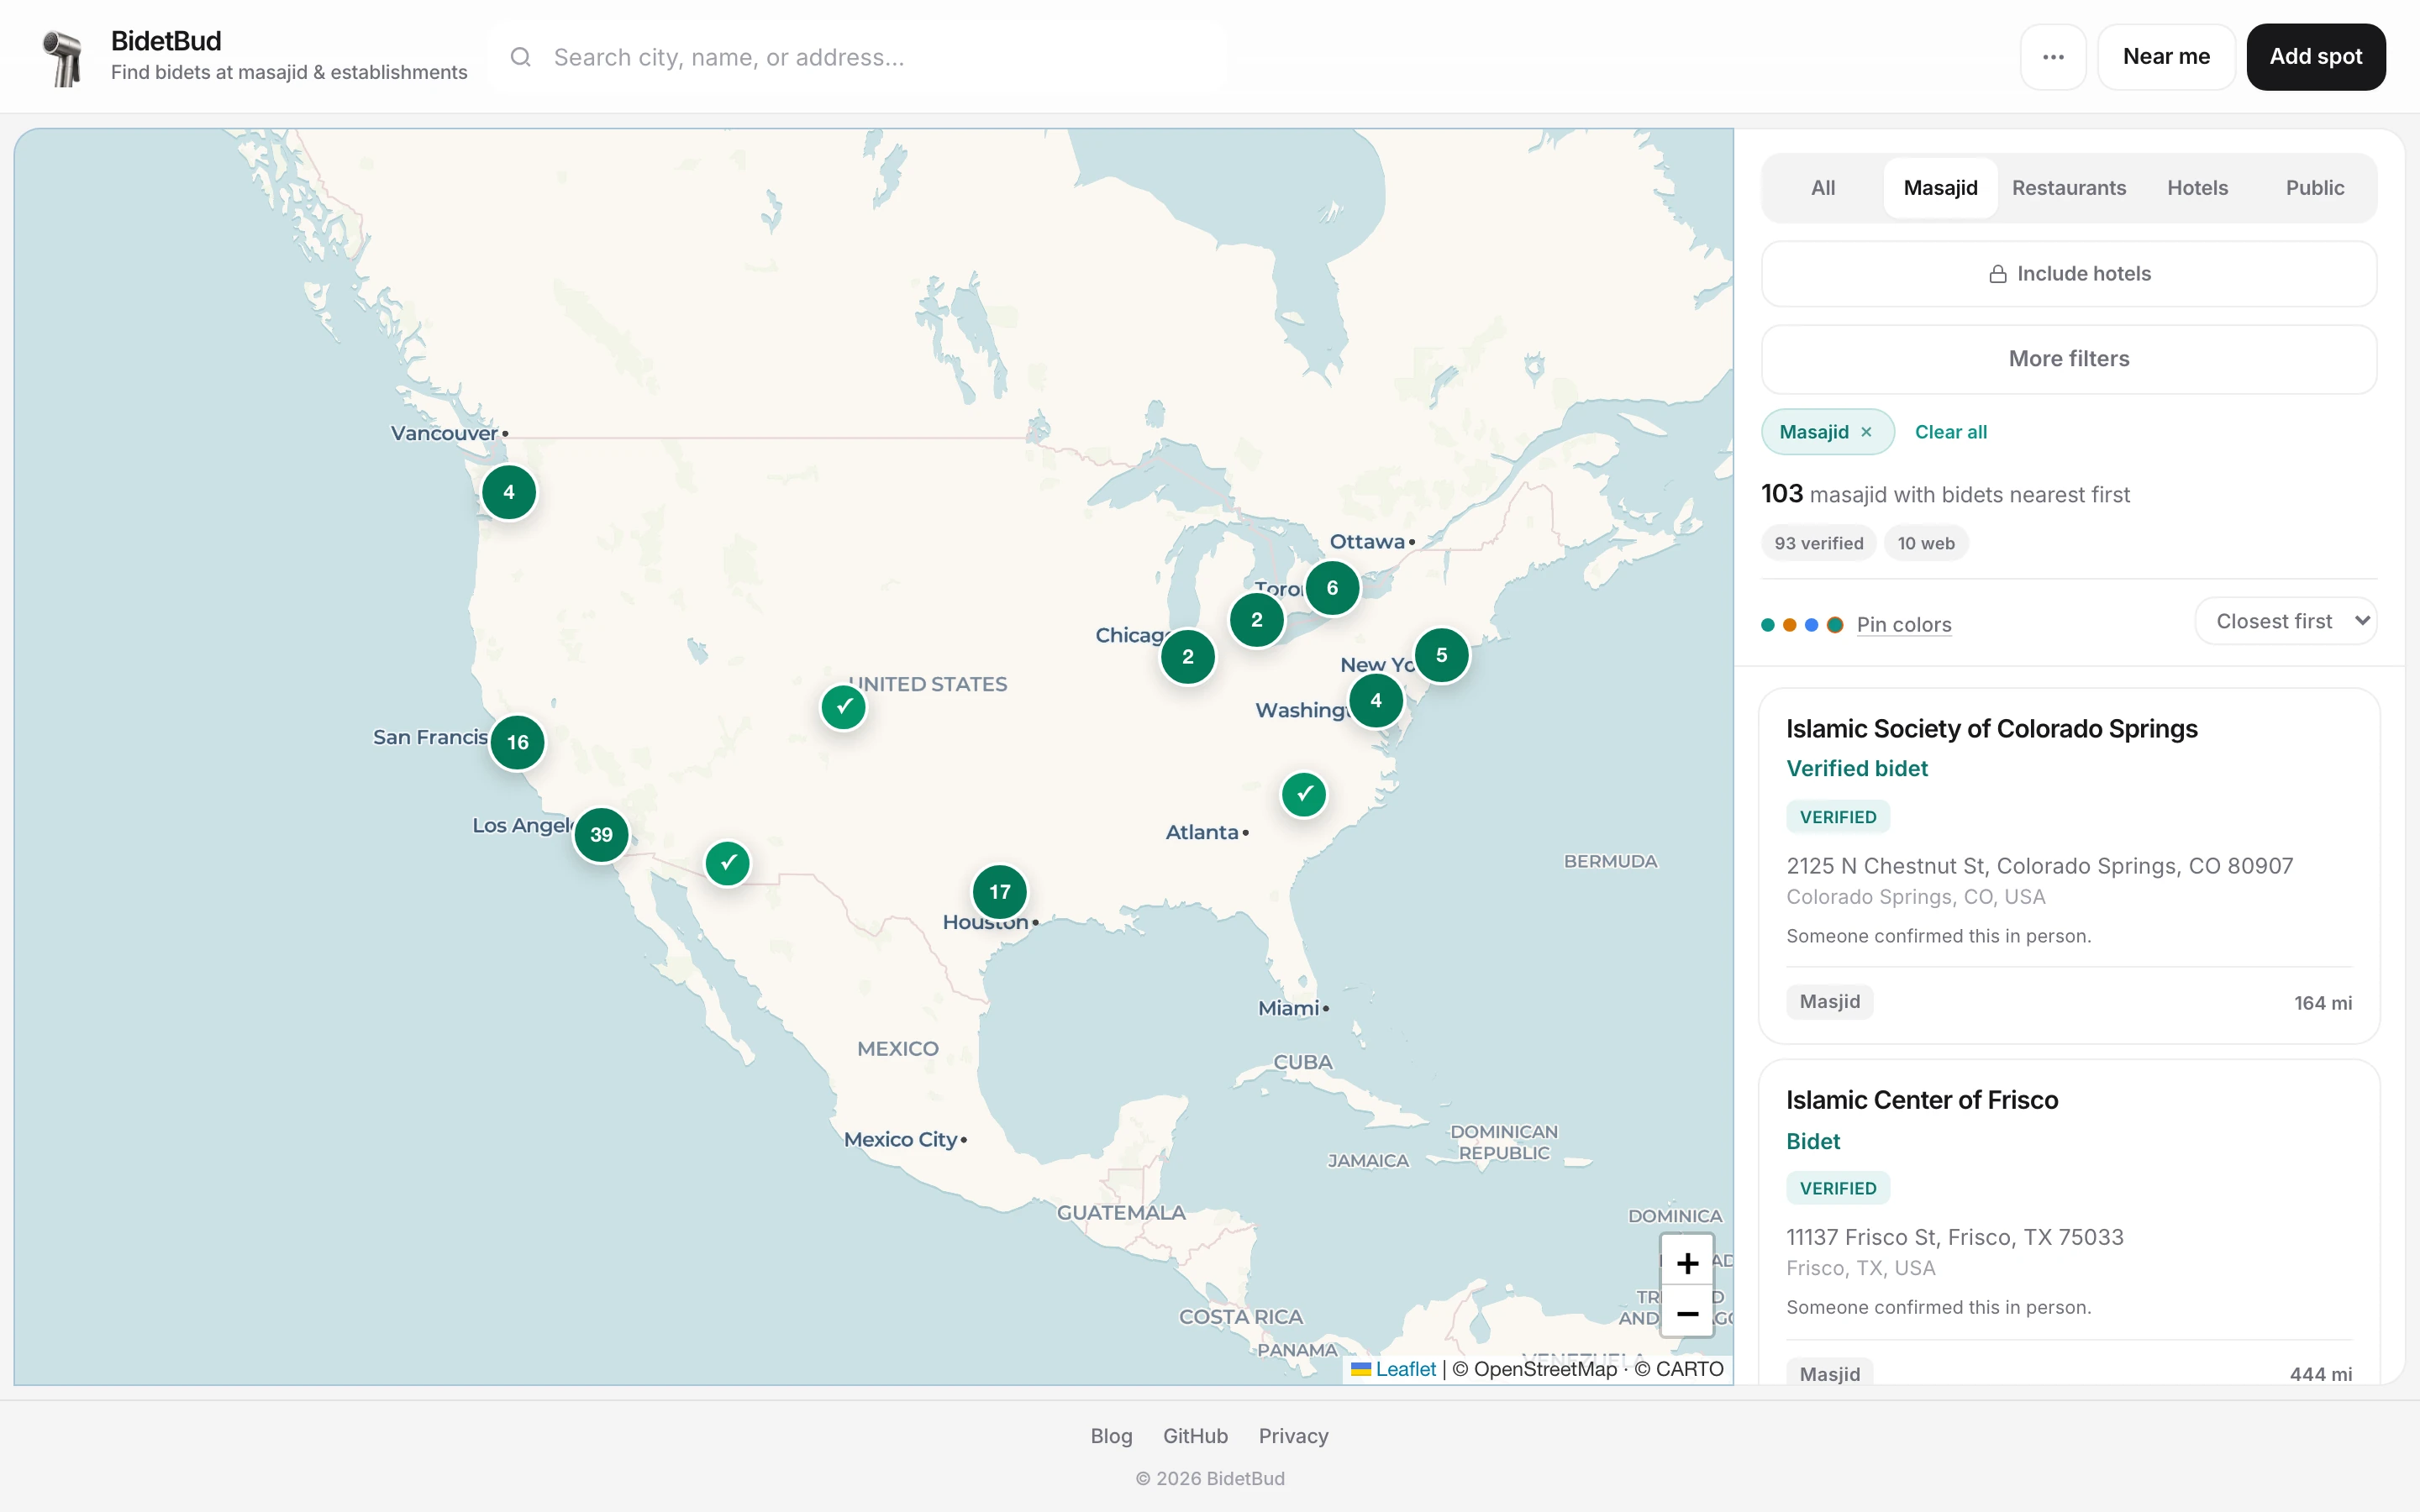 BidetBud
Find bidets at masajid & establishments
Search city, name, or address...
Near me
Add spot
Vancouver
4
Ottawa
6
2
Chicag
2
5
New Yo
4
Washingt
UNITED STATES
✓
San Francis
16
✓
Los Angel
39
Atlanta
✓
BERMUDA
17
Houston
Miami
MEXICO
CUBA
Mexico City
DOMINICAN
REPUBLIC
JAMAICA
GUATEMALA
DOMINICA
+
−
COSTA RICA
PANAMA
VENEZUELA
Leaflet | © OpenStreetMap · © CARTO
All
Masajid
Restaurants
Hotels
Public
Include hotels
More filters
Masajid ×
Clear all
103 masajid with bidets nearest first
93 verified
10 web
Pin colors
Closest first
Islamic Society of Colorado Springs
Verified bidet
VERIFIED
2125 N Chestnut St, Colorado Springs, CO 80907
Colorado Springs, CO, USA
Someone confirmed this in person.
Masjid
164 mi
Islamic Center of Frisco
Bidet
VERIFIED
11137 Frisco St, Frisco, TX 75033
Frisco, TX, USA
Someone confirmed this in person.
Masjid
444 mi
Blog
GitHub
Privacy
© 2026 BidetBud